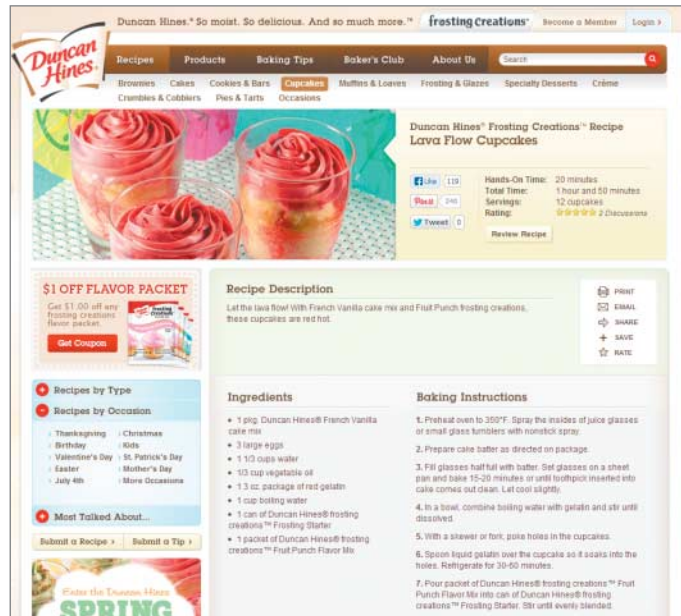 Duncan Hines.® So moist. So delicious. And so much more.™
frosting creations™
Become a Member
Login >
Duncan
Hines.
Recipes
Products
Baking Tips
Baker's Club
About Us
Search
Brownies
Cakes
Cookies & Bars
Cupcakes
Muffins & Loaves
Frosting & Glazes
Specialty Desserts
Crème
Crumbles & Cobblers
Pies & Tarts
Occasions
Duncan Hines® Frosting Creations™ Recipe
Lava Flow Cupcakes
Like 119
Pin it 246
Tweet 0
Hands-On Time: 20 minutes
Total Time: 1 hour and 50 minutes
Servings: 12 cupcakes
Rating: 2 Discussions
Review Recipe
$1 OFF FLAVOR PACKET
Get $1.00 off any
frosting creations
flavor packet.
Get Coupon
Recipes by Type
Recipes by Occasion
› Thanksgiving
› Christmas
› Birthday
› Kids
› Valentine's Day
› St. Patrick's Day
› Easter
› Mother's Day
› July 4th
› More Occasions
Most Talked About...
Submit a Recipe >
Submit a Tip >
Enter the Duncan Hines
SPRING
Recipe Description
Let the lava flow! With French Vanilla cake mix and Fruit Punch frosting creations,
these cupcakes are red hot.
PRINT
EMAIL
SHARE
SAVE
RATE
Ingredients
• 1 pkg. Duncan Hines® French Vanilla
cake mix
• 3 large eggs
• 1 1/3 cups water
• 1/3 cup vegetable oil
• 1 3 oz. package of red gelatin
• 1 cup boiling water
• 1 can of Duncan Hines® frosting
creations™ Frosting Starter
• 1 packet of Duncan Hines® frosting
creations™ Fruit Punch Flavor Mix
Baking Instructions
1. Preheat oven to 350°F. Spray the insides of juice glasses
or small glass tumblers with nonstick spray.
2. Prepare cake batter as directed on package.
3. Fill glasses half full with batter. Set glasses on a sheet
pan and bake 15-20 minutes or until toothpick inserted into
cake comes out clean. Let cool slightly.
4. In a bowl, combine boiling water with gelatin and stir until
dissolved.
5. With a skewer or fork, poke holes in the cupcakes.
6. Spoon liquid gelatin over the cupcake so it soaks into the
holes. Refrigerate for 30-60 minutes.
7. Pour packet of Duncan Hines® frosting creations™ Fruit
Punch Flavor Mix into can of Duncan Hines® frosting
creations™ Frosting Starter. Stir until evenly blended.